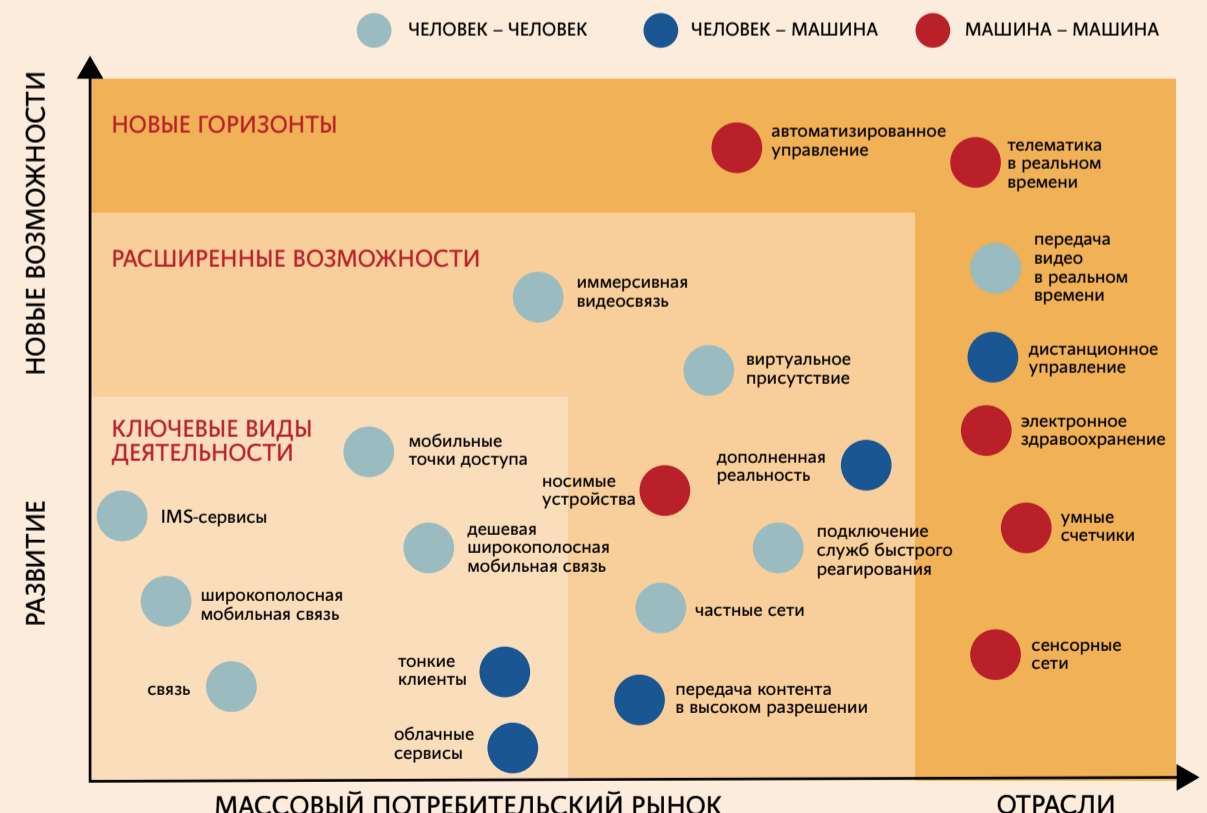 ЧЕЛОВЕК – ЧЕЛОВЕК
ЧЕЛОВЕК – МАШИНА
МАШИНА – МАШИНА
НОВЫЕ ВОЗМОЖНОСТИ
РАЗВИТИЕ
НОВЫЕ ГОРИЗОНТЫ
автоматизированное
управление
телематика
в реальном
времени
РАСШИРЕННЫЕ ВОЗМОЖНОСТИ
передача
видео
в реальном
времени
иммерсивная
видеосвязь
виртуальное
присутствие
дистанционное
управление
КЛЮЧЕВЫЕ ВИДЫ
ДЕЯТЕЛЬНОСТИ
мобильные
точки доступа
электронное
здравоохранение
дополненная
реальность
носимые
устройства
IMS-сервисы
дешевая
широкополосная
мобильная связь
подключение
служб быстрого
реагирования
умные
счетчики
широкополосная
мобильная связь
частные сети
сенсорные
сети
связь
тонкие
клиенты
передача контента
в высоком разрешении
облачные
сервисы
МАССОВЫЙ ПОТРЕБИТЕЛЬСКИЙ РЫНОК
ОТРАСЛИ